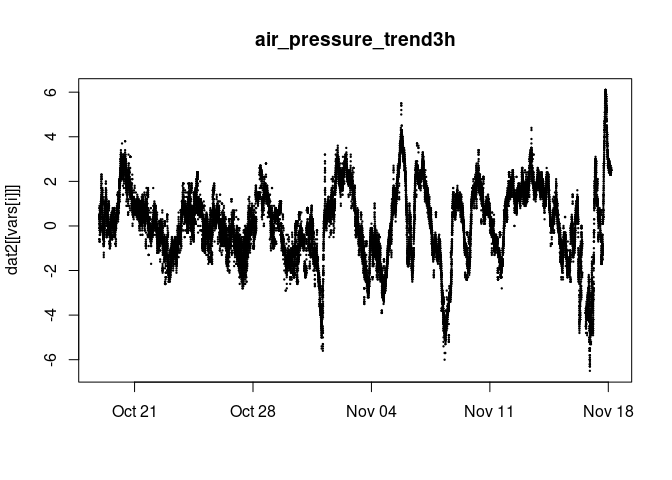 air_pressure_trend3h
dat2[[vars[i]]]
6
4
2
0
-2
-4
-6
Oct 21
Oct 28
Nov 04
Nov 11
Nov 18